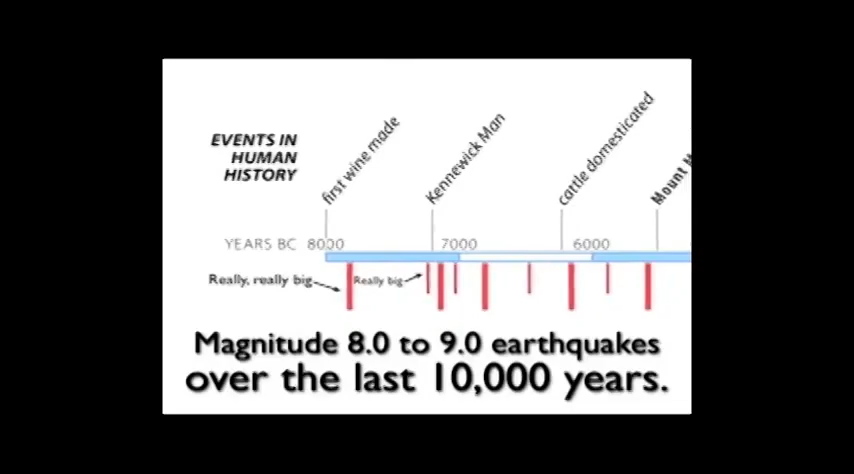 first wine made
Kennewick Man
cattle domesticated
Mount M
EVENTS IN
HUMAN
HISTORY
YEARS BC 8000 7000 6000
Really, really big
Really big
Magnitude 8.0 to 9.0 earthquakes
over the last 10,000 years.